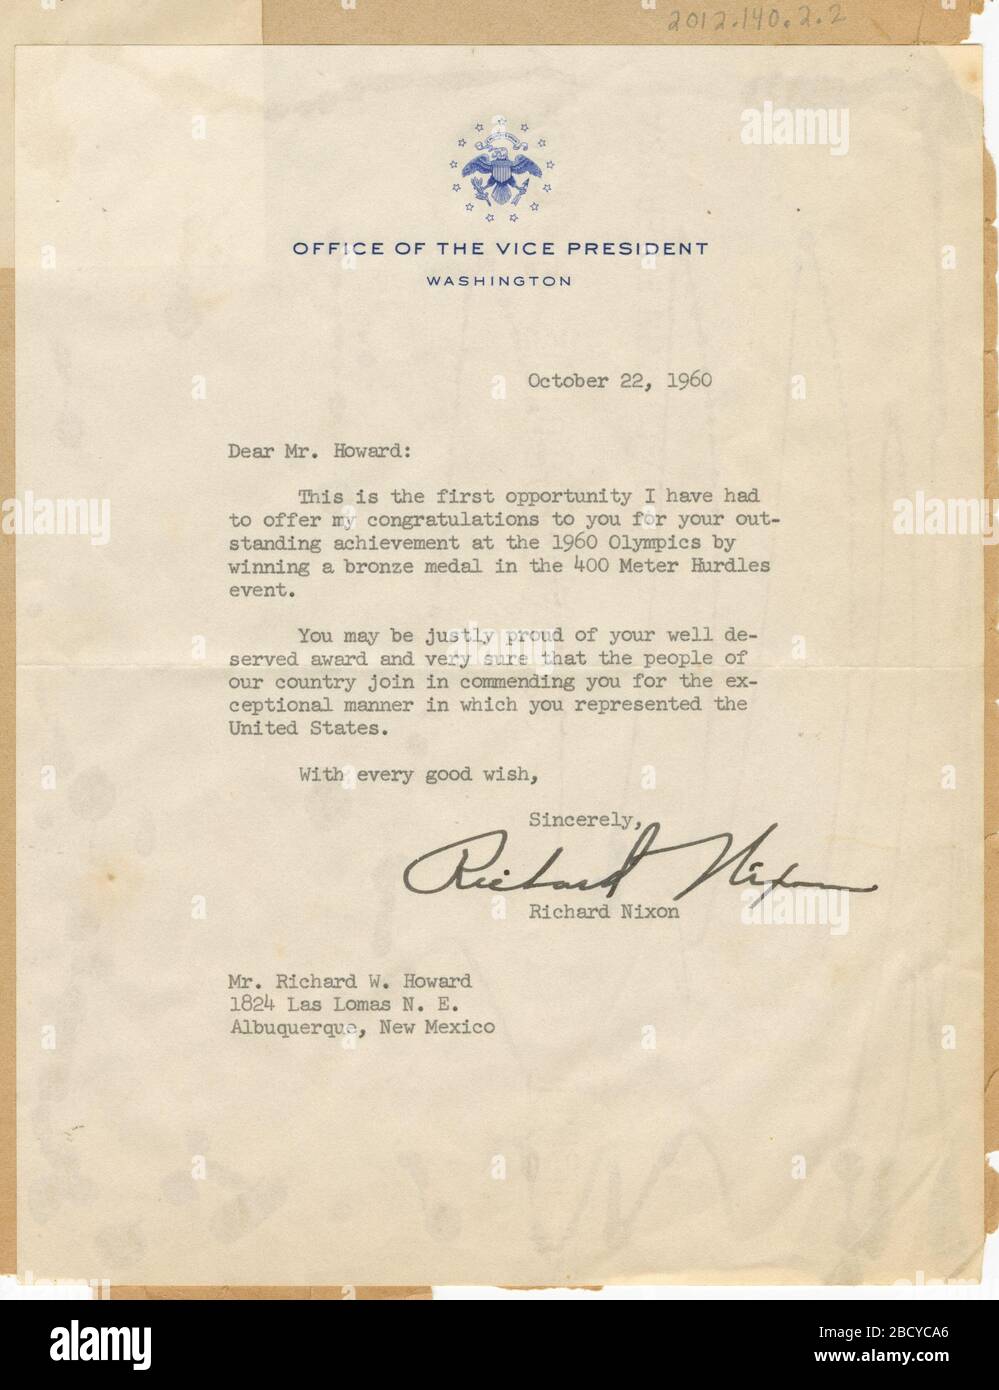 2012.140.2.2
OFFICE OF THE VICE PRESIDENT
WASHINGTON
October 22, 1960
Dear Mr. Howard:
This is the first opportunity I have had
to offer my congratulations to you for your out-
standing achievement at the 1960 Olympics by
winning a bronze medal in the 400 Meter Hurdles
event.
You may be justly proud of your well de-
served award and very sure that the people of
our country join in commending you for the ex-
ceptional manner in which you represented the
United States.
With every good wish,
Sincerely,
Richard Nixon
Richard Nixon
Mr. Richard W. Howard
1824 Las Lomas N. E.
Albuquerque, New Mexico
alamy
Image ID: 2BCYCA6
www.alamy.com